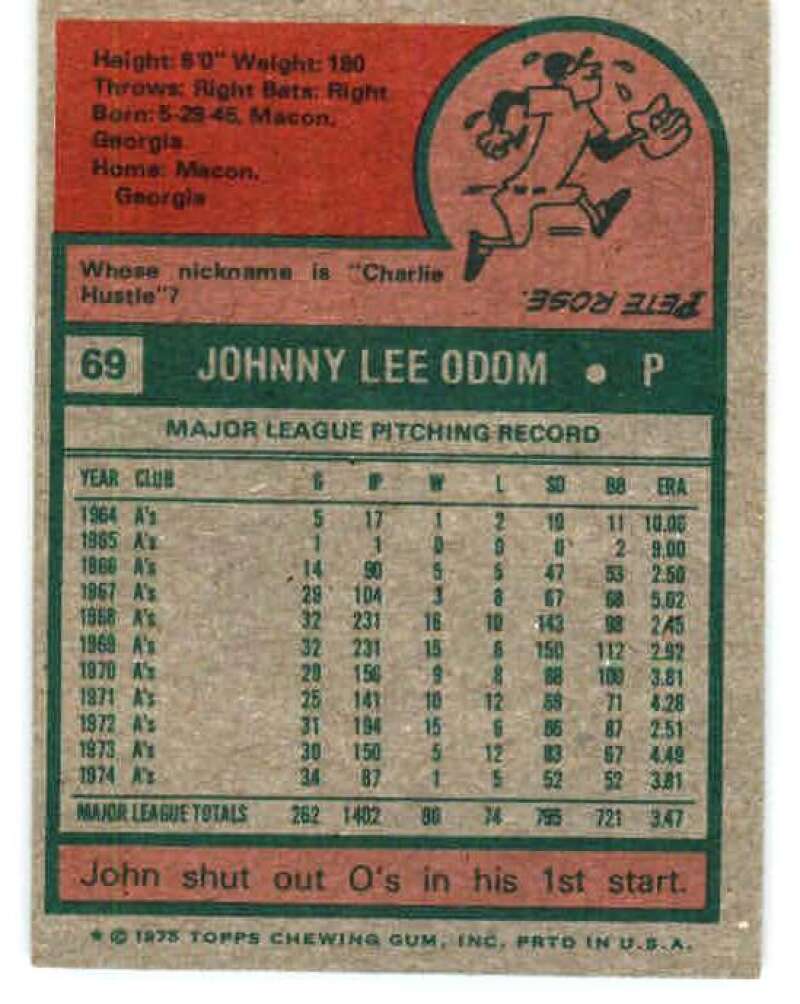 Height: 6'0" Weight: 180
Throws: Right Bats: Right
Born: 5-29-45, Macon,
Georgia
Home: Macon,
Georgia
Whose nickname is "Charlie
Hustle"?
PETE ROSE.
69 JOHNNY LEE ODOM • P
MAJOR LEAGUE PITCHING RECORD
YEAR CLUB G IP W L SO BB ERA
1964 A's 5 17 1 2 10 11 10.06
1965 A's 1 1 0 0 0 2 9.00
1966 A's 14 90 5 5 47 53 2.50
1967 A's 29 104 3 8 67 68 5.02
1968 A's 32 231 16 10 143 98 2.45
1969 A's 32 231 15 6 150 112 2.92
1970 A's 29 156 9 8 88 100 3.81
1971 A's 25 141 10 12 69 71 4.28
1972 A's 31 194 15 6 86 87 2.51
1973 A's 30 150 5 12 83 67 4.49
1974 A's 34 87 1 5 52 52 3.81
MAJOR LEAGUE TOTALS 262 1402 80 74 795 721 3.47
John shut out O's in his 1st start.
* © 1975 TOPPS CHEWING GUM, INC. PRTD IN U.S.A.